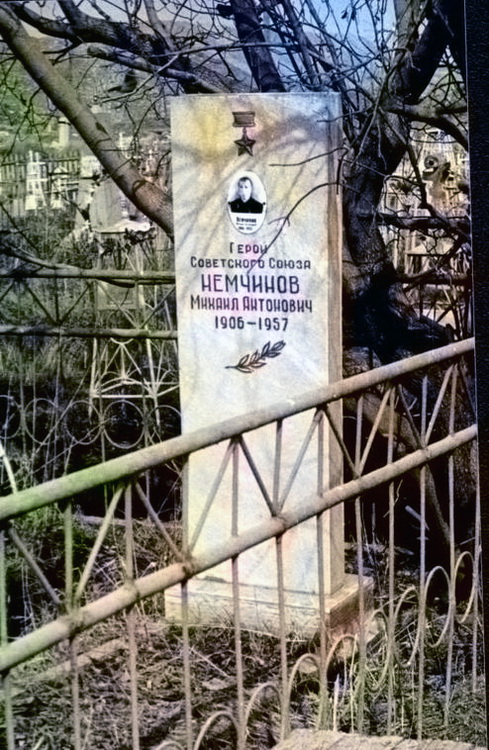 Герой
Советского Союза
НЕМЧИНОВ
Михаил Антонович
1906–1957